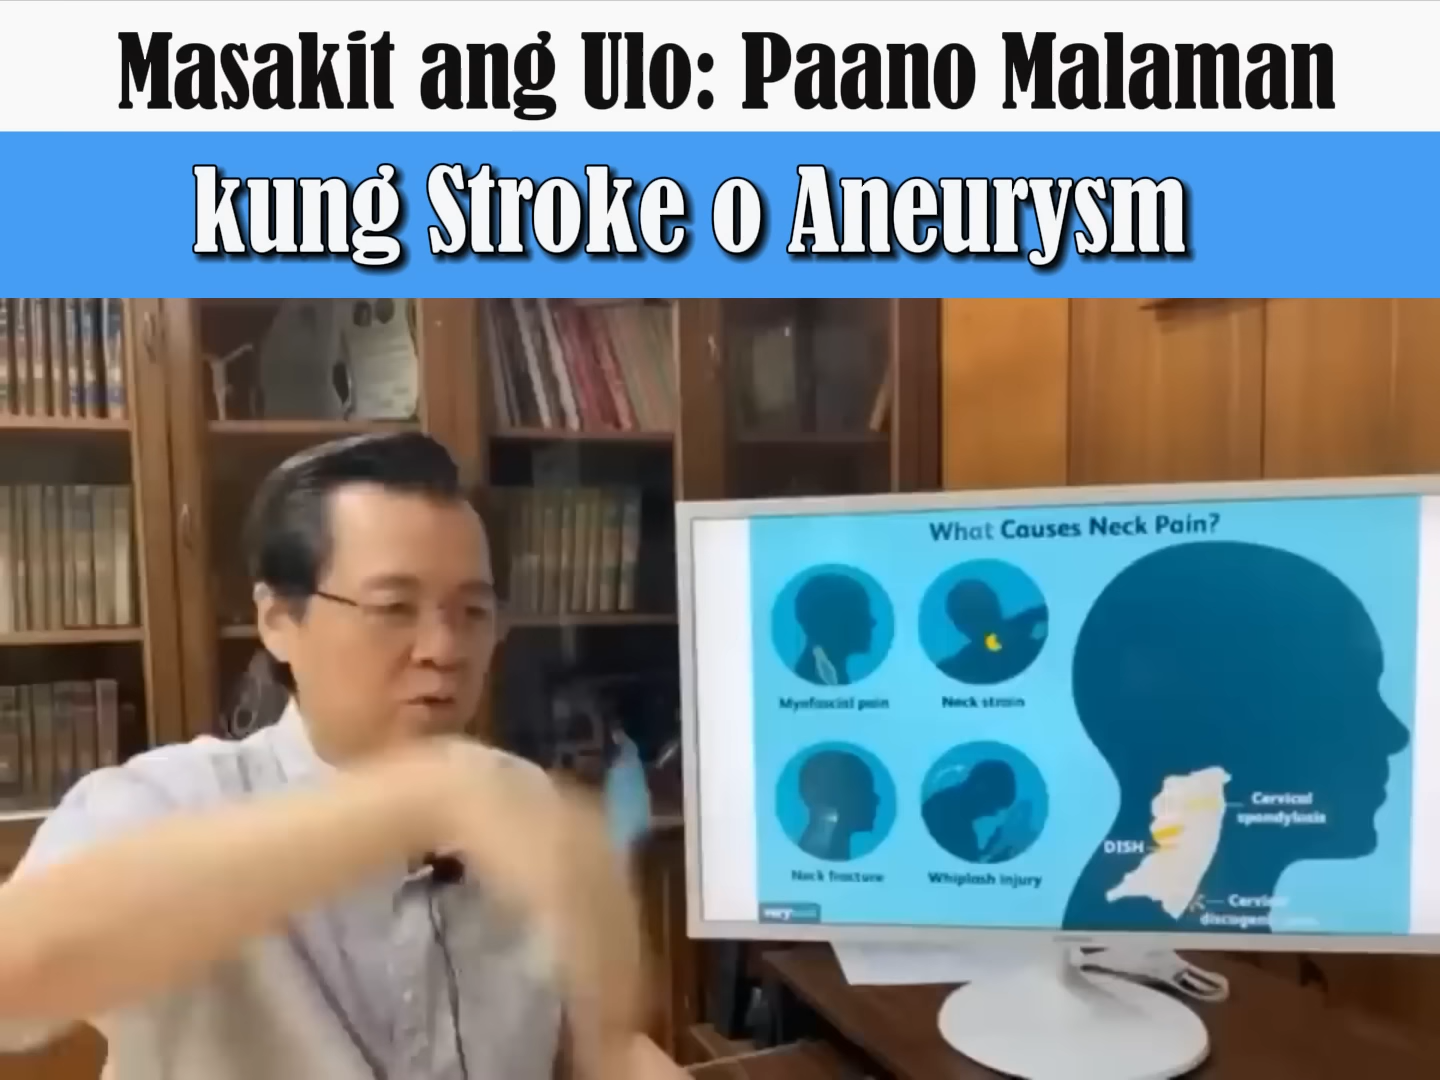 Masakit ang Ulo: Paano Malaman
kung Stroke o Aneurysm
What Causes Neck Pain?
Myofascial pain
Neck strain
Neck fracture
Whiplash injury
Cervical
spondylosis
DISH
very